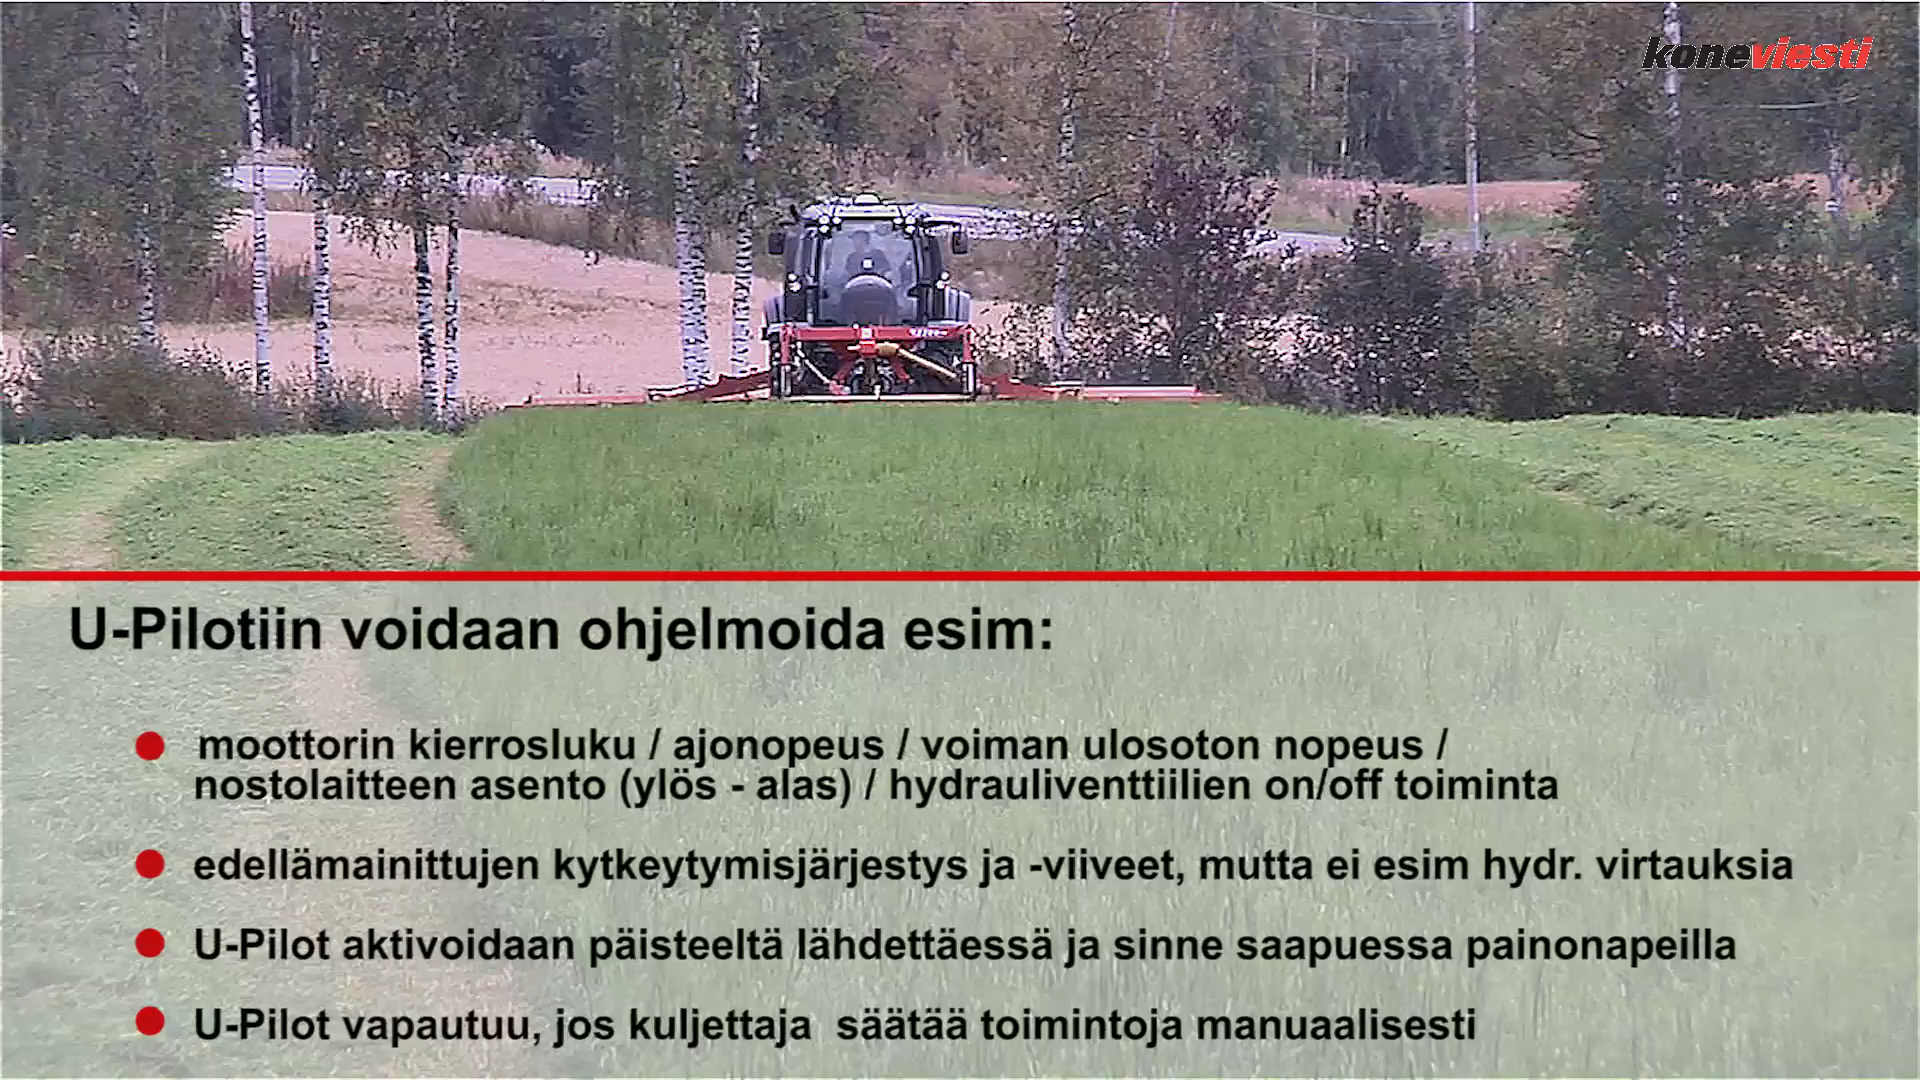 koneviesti
U-Pilotiin voidaan ohjelmoida esim:
moottorin kierrosluku / ajonopeus / voiman ulosoton nopeus /
nostolaitteen asento (ylös - alas) / hydrauliventtiilien on/off toiminta
edellämainittujen kytkeytymisjärjestys ja -viiveet, mutta ei esim hydr. virtauksia
U-Pilot aktivoidaan päisteeltä lähdettäessä ja sinne saapuessa painonapeilla
U-Pilot vapautuu, jos kuljettaja säätää toimintoja manuaalisesti